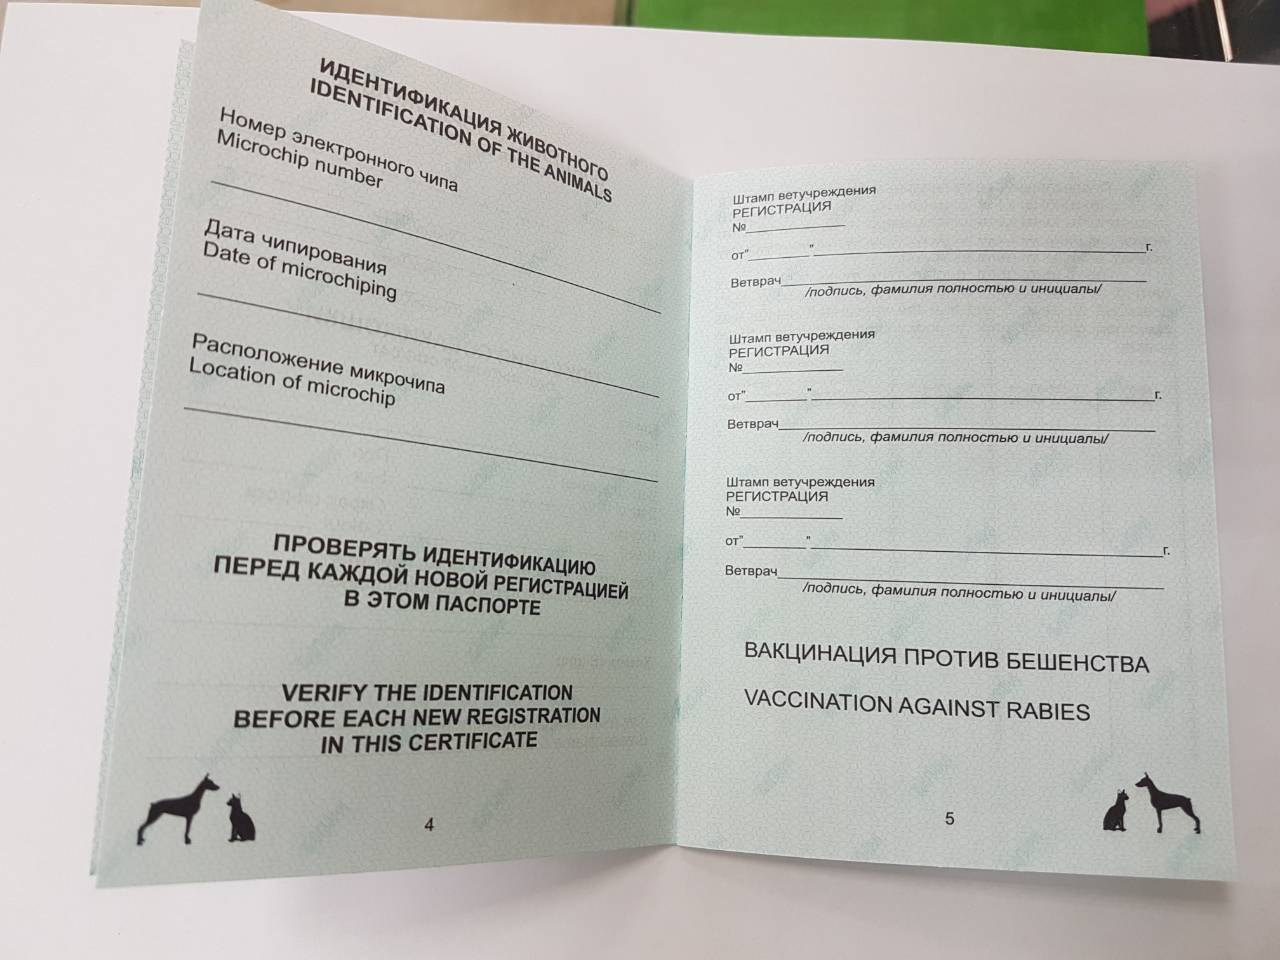 ИДЕНТИФИКАЦИЯ ЖИВОТНОГО
IDENTIFICATION OF THE ANIMALS
Номер электронного чипа
Microchip number
Дата чипирования
Date of microchiping
Расположение микрочипа
Location of microchip
ПРОВЕРЯТЬ ИДЕНТИФИКАЦИЮ
ПЕРЕД КАЖДОЙ НОВОЙ РЕГИСТРАЦИЕЙ
В ЭТОМ ПАСПОРТЕ
VERIFY THE IDENTIFICATION
BEFORE EACH NEW REGISTRATION
IN THIS CERTIFICATE
4
Штамп ветучреждения
РЕГИСТРАЦИЯ
№
от" " г.
Ветврач
/подпись, фамилия полностью и инициалы/
Штамп ветучреждения
РЕГИСТРАЦИЯ
№
от" " г.
Ветврач
/подпись, фамилия полностью и инициалы/
Штамп ветучреждения
РЕГИСТРАЦИЯ
№
от" " г.
Ветврач
/подпись, фамилия полностью и инициалы/
ВАКЦИНАЦИЯ ПРОТИВ БЕШЕНСТВА
VACCINATION AGAINST RABIES
5